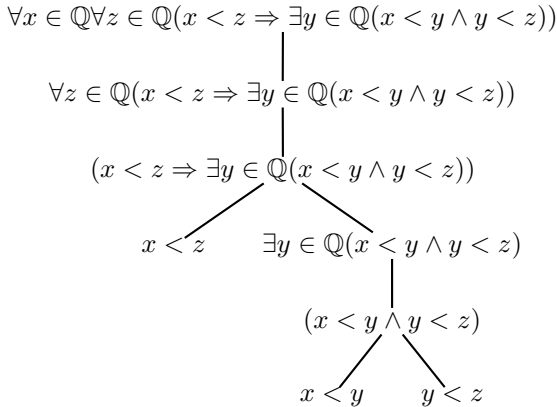 ∀x ∈ ℚ∀z ∈ ℚ(x < z ⇒ ∃y ∈ ℚ(x < y ∧ y < z))
∀z ∈ ℚ(x < z ⇒ ∃y ∈ ℚ(x < y ∧ y < z))
(x < z ⇒ ∃y ∈ ℚ(x < y ∧ y < z))
x < z ∃y ∈ ℚ(x < y ∧ y < z)
(x < y ∧ y < z)
x < y y < z